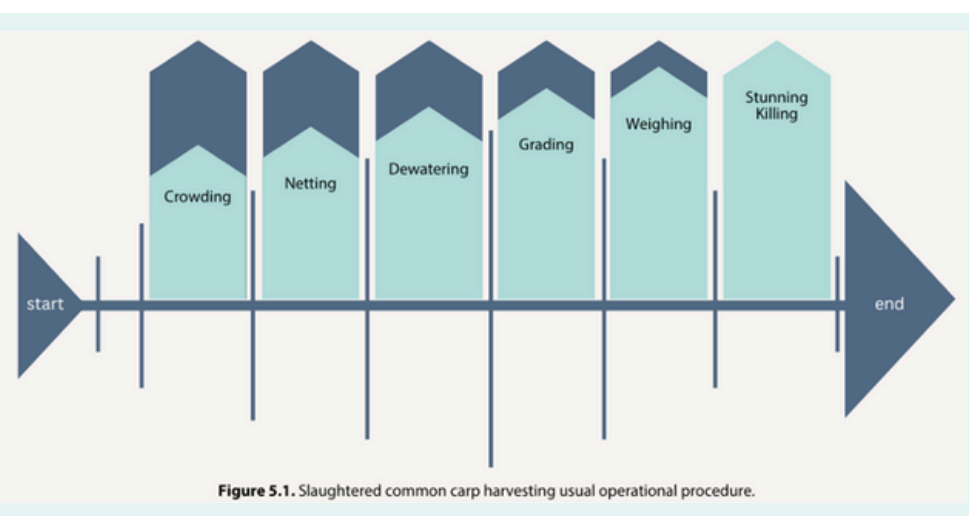 start
Crowding
Netting
Dewatering
Grading
Weighing
Stunning
Killing
end
Figure 5.1. Slaughtered common carp harvesting usual operational procedure.